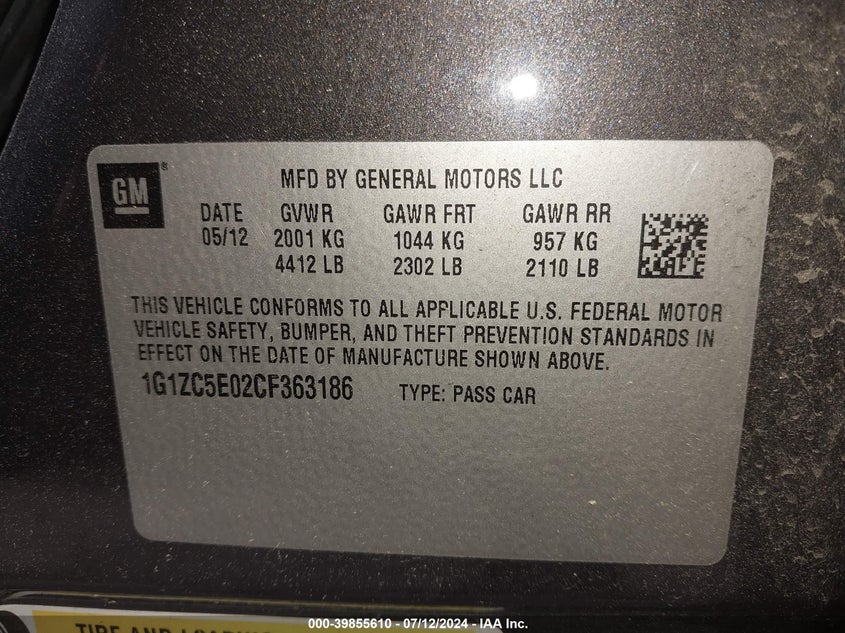 GM
MFD BY GENERAL MOTORS LLC
DATE GVWR GAWR FRT GAWR RR
05/12 2001 KG 1044 KG 957 KG
4412 LB 2302 LB 2110 LB
THIS VEHICLE CONFORMS TO ALL APPLICABLE U.S. FEDERAL MOTOR
VEHICLE SAFETY, BUMPER, AND THEFT PREVENTION STANDARDS IN
EFFECT ON THE DATE OF MANUFACTURE SHOWN ABOVE.
1G1ZC5E02CF363186 TYPE: PASS CAR
TIRE AND LOADING
000-39855610 - 07/12/2024 - IAA Inc.